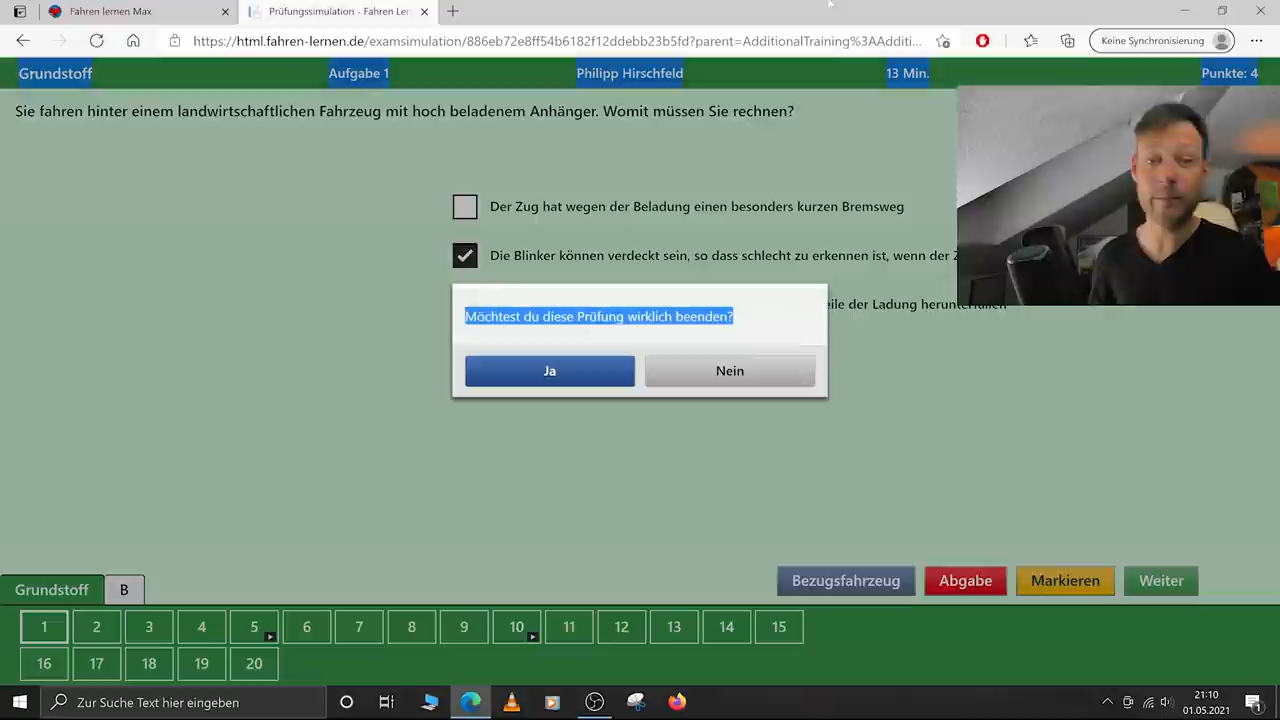 Fahren lernen Max
Prüfungssimulation - Fahren Ler
https://html.fahren-lernen.de/examsimulation/886eb72e8ff54b6182f12ddebb23b5fd?parent=AdditionalTraining%3AAdditi...
Keine Synchronisierung
Grundstoff
Aufgabe 1
Philipp Hirschfeld
13 Min.
Punkte: 4
Sie fahren hinter einem landwirtschaftlichen Fahrzeug mit hoch beladenem Anhänger. Womit müssen Sie rechnen?
Der Zug hat wegen der Beladung einen besonders kurzen Bremsweg
Die Blinker können verdeckt sein, so dass schlecht zu erkennen ist, wenn der Z
eile der Ladung herunterfallen
Möchtest du diese Prüfung wirklich beenden?
Ja
Nein
Bezugsfahrzeug
Abgabe
Markieren
Weiter
Grundstoff
B
1 2 3 4 5 6 7 8 9 10 11 12 13 14 15
16 17 18 19 20
Zur Suche Text hier eingeben
21:10
01.05.2021